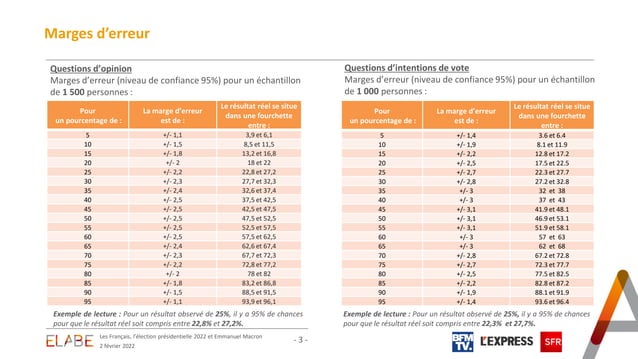 Marges d’erreur
Questions d’opinion
Marges d’erreur (niveau de confiance 95%) pour un échantillon
de 1 500 personnes :
Pour un pourcentage de : | La marge d’erreur est de : | Le résultat réel se situe dans une fourchette entre :
5 +/- 1,1 3,9 et 6,1
10 +/- 1,5 8,5 et 11,5
15 +/- 1,8 13,2 et 16,8
20 +/- 2 18 et 22
25 +/- 2,2 22,8 et 27,2
30 +/- 2,3 27,7 et 32,3
35 +/- 2,4 32,6 et 37,4
40 +/- 2,5 37,5 et 42,5
45 +/- 2,5 42,5 et 47,5
50 +/- 2,5 47,5 et 52,5
55 +/- 2,5 52,5 et 57,5
60 +/- 2,5 57,5 et 62,5
65 +/- 2,4 62,6 et 67,4
70 +/- 2,3 67,7 et 72,3
75 +/- 2,2 72,8 et 77,2
80 +/- 2 78 et 82
85 +/- 1,8 83,2 et 86,8
90 +/- 1,5 88,5 et 91,5
95 +/- 1,1 93,9 et 96,1
Exemple de lecture : Pour un résultat observé de 25%, il y a 95% de chances
pour que le résultat réel soit compris entre 22,8% et 27,2%.
Questions d’intentions de vote
Marges d’erreur (niveau de confiance 95%) pour un échantillon
de 1 000 personnes :
Pour un pourcentage de : | La marge d’erreur est de : | Le résultat réel se situe dans une fourchette entre :
5 +/- 1,4 3.6 et 6.4
10 +/- 1,9 8.1 et 11.9
15 +/- 2,2 12.8 et 17.2
20 +/- 2,5 17.5 et 22.5
25 +/- 2,7 22.3 et 27.7
30 +/- 2,8 27.2 et 32.8
35 +/- 3 32 et 38
40 +/- 3 37 et 43
45 +/- 3,1 41.9 et 48.1
50 +/- 3,1 46.9 et 53.1
55 +/- 3,1 51.9 et 58.1
60 +/- 3 57 et 63
65 +/- 3 62 et 68
70 +/- 2,8 67.2 et 72.8
75 +/- 2,7 72.3 et 77.7
80 +/- 2,5 77.5 et 82.5
85 +/- 2,2 82.8 et 87.2
90 +/- 1,9 88.1 et 91.9
95 +/- 1,4 93.6 et 96.4
Exemple de lecture : Pour un résultat observé de 25%, il y a 95% de chances
pour que le résultat réel soit compris entre 22,3% et 27,7%.
ELABE
Les Français, l’élection présidentielle 2022 et Emmanuel Macron
2 février 2022
- 3 -
BFM
TV.
L’EXPRESS
SFR